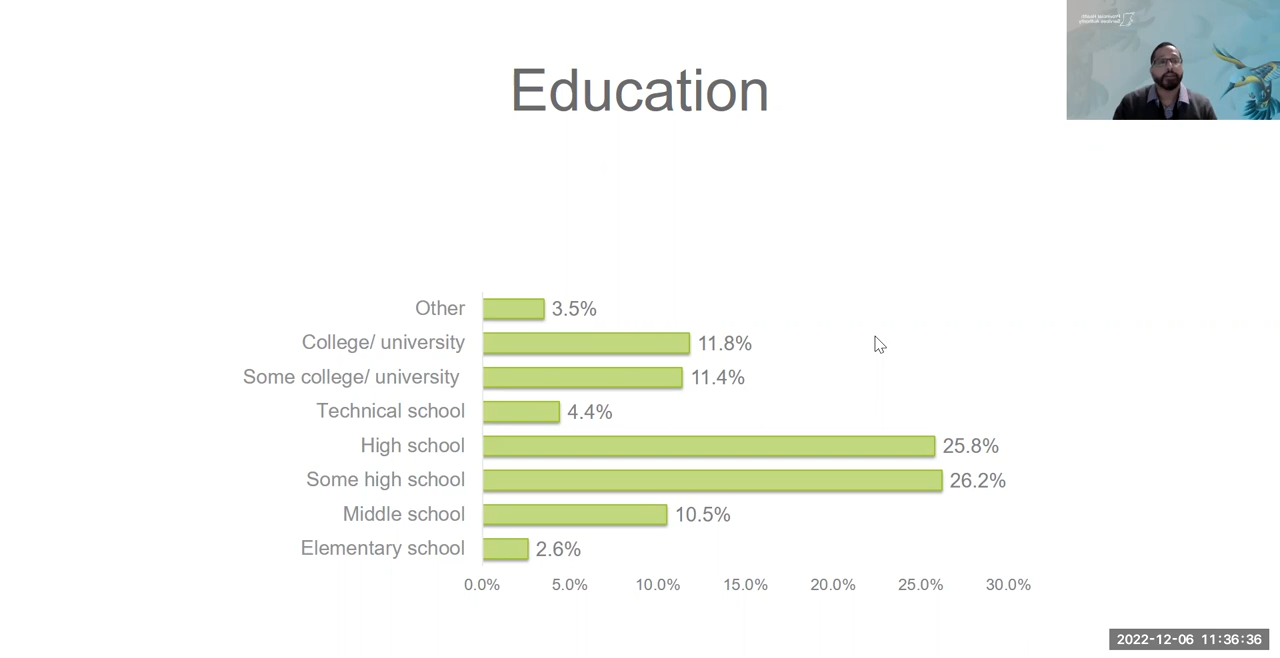 Education
Other 3.5%
College/ university 11.8%
Some college/ university 11.4%
Technical school 4.4%
High school 25.8%
Some high school 26.2%
Middle school 10.5%
Elementary school 2.6%
0.0% 5.0% 10.0% 15.0% 20.0% 25.0% 30.0%
2022-12-06 11:36:36